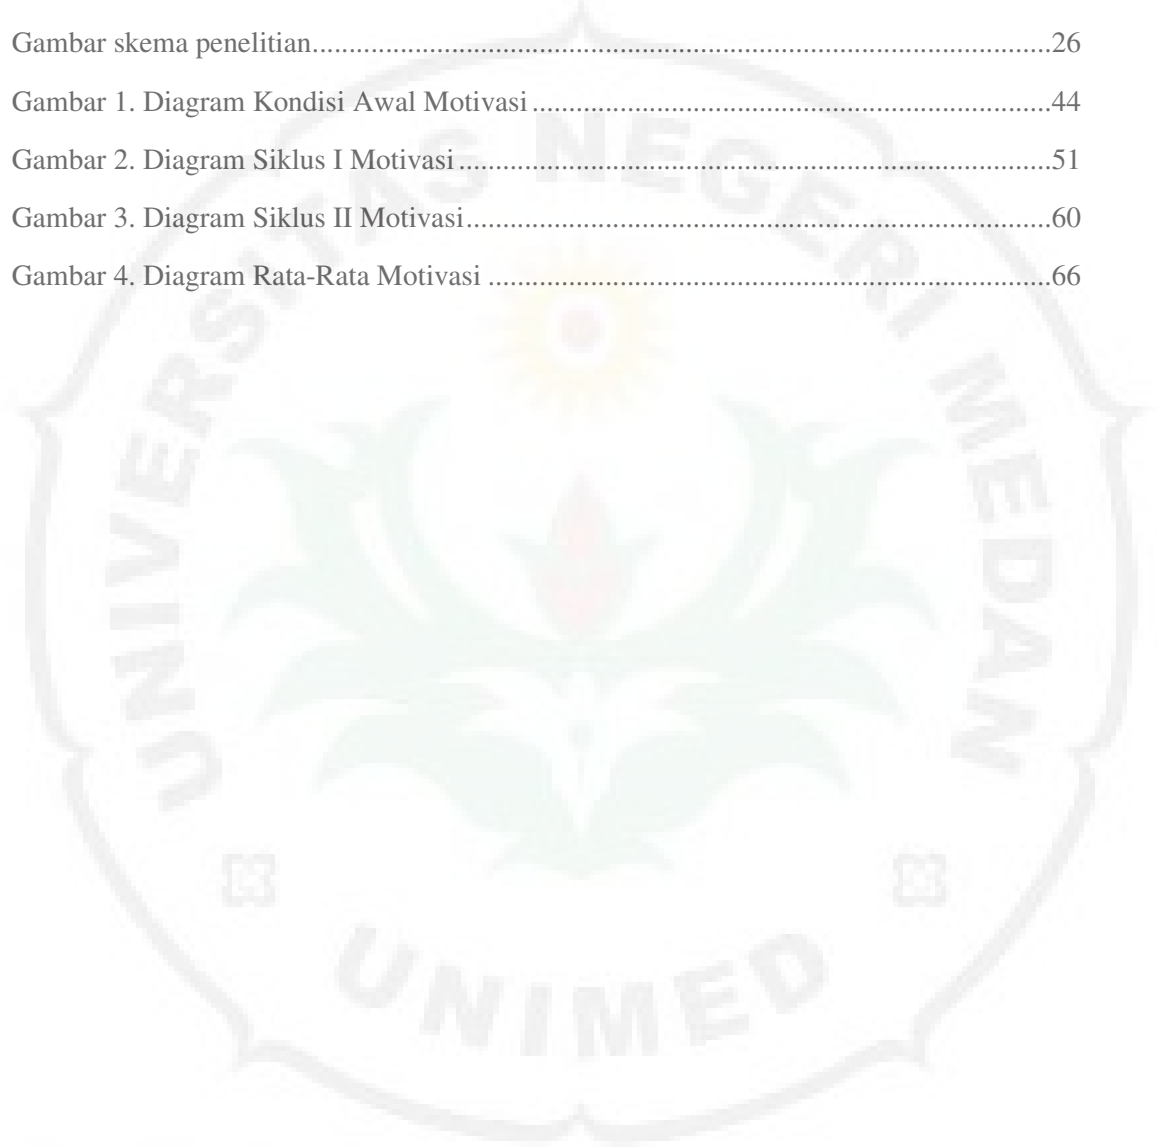 Gambar skema penelitian....................................................................................................26
Gambar 1. Diagram Kondisi Awal Motivasi......................................................................44
Gambar 2. Diagram Siklus I Motivasi................................................................................51
Gambar 3. Diagram Siklus II Motivasi...............................................................................60
Gambar 4. Diagram Rata-Rata Motivasi ............................................................................66
UNIVERSITAS NEGERI MEDAN
UNIMED